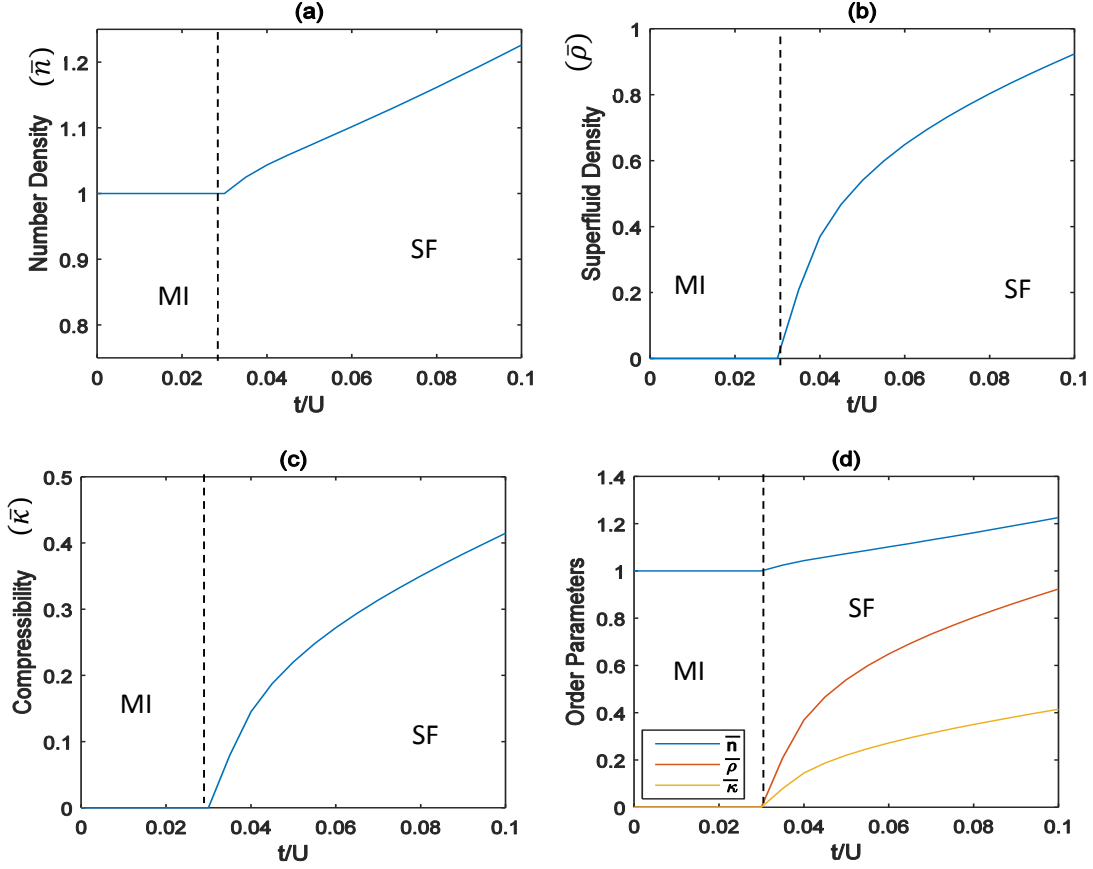 (a)
Number Density (n̄)
1.2
1.1
1
0.9
0.8
MI
SF
0 0.02 0.04 0.06 0.08 0.1
t/U
(b)
Superfluid Density (ρ̄)
1
0.8
0.6
0.4
0.2
0
MI
SF
0 0.02 0.04 0.06 0.08 0.1
t/U
(c)
Compressibility (κ̄)
0.5
0.4
0.3
0.2
0.1
0
MI
SF
0 0.02 0.04 0.06 0.08 0.1
t/U
(d)
Order Parameters
1.4
1.2
1
0.8
0.6
0.4
0.2
0
SF
MI
n̄
ρ̄
κ̄
0 0.02 0.04 0.06 0.08 0.1
t/U